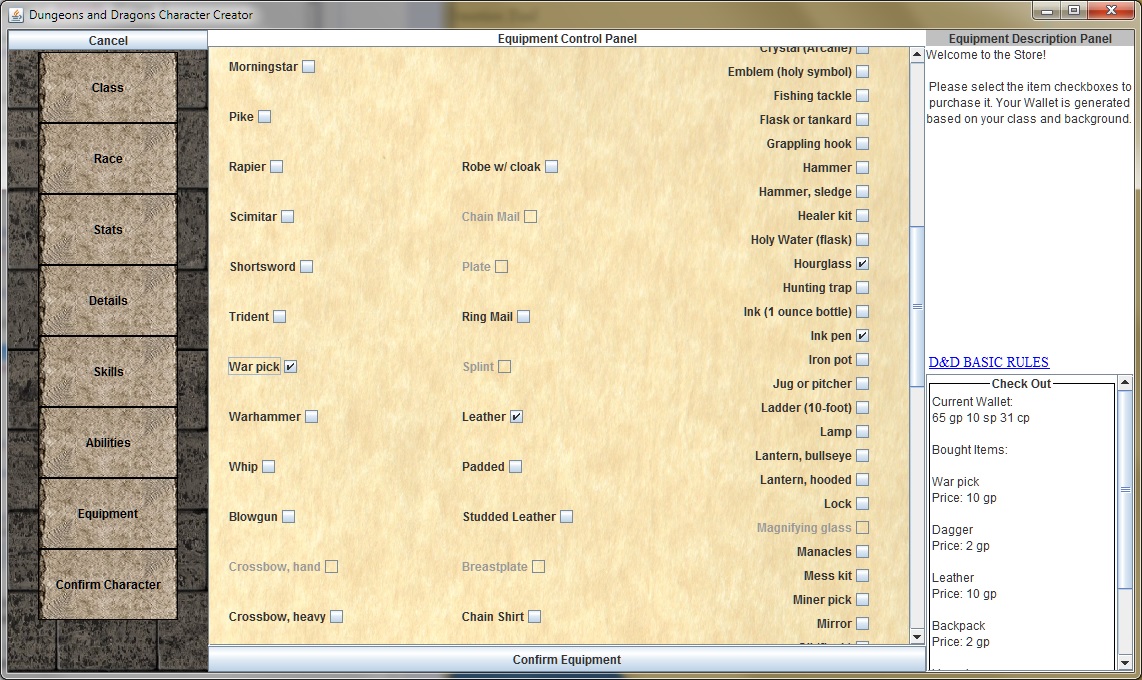 Dungeons and Dragons Character Creator
Cancel
Class
Race
Stats
Details
Skills
Abilities
Equipment
Confirm Character
Equipment Control Panel
Morningstar
Pike
Rapier
Scimitar
Shortsword
Trident
War pick
Warhammer
Whip
Blowgun
Crossbow, hand
Crossbow, heavy
Robe w/ cloak
Chain Mail
Plate
Ring Mail
Splint
Leather
Padded
Studded Leather
Breastplate
Chain Shirt
Crystal (Arcane)
Emblem (holy symbol)
Fishing tackle
Flask or tankard
Grappling hook
Hammer
Hammer, sledge
Healer kit
Holy Water (flask)
Hourglass
Hunting trap
Ink (1 ounce bottle)
Ink pen
Iron pot
Jug or pitcher
Ladder (10-foot)
Lamp
Lantern, bullseye
Lantern, hooded
Lock
Magnifying glass
Manacles
Mess kit
Miner pick
Mirror
Confirm Equipment
Equipment Description Panel
Welcome to the Store!
Please select the item checkboxes to
purchase it. Your Wallet is generated
based on your class and background.
D&D BASIC RULES
Check Out
Current Wallet:
65 gp 10 sp 31 cp
Bought Items:
War pick
Price: 10 gp
Dagger
Price: 2 gp
Leather
Price: 10 gp
Backpack
Price: 2 gp